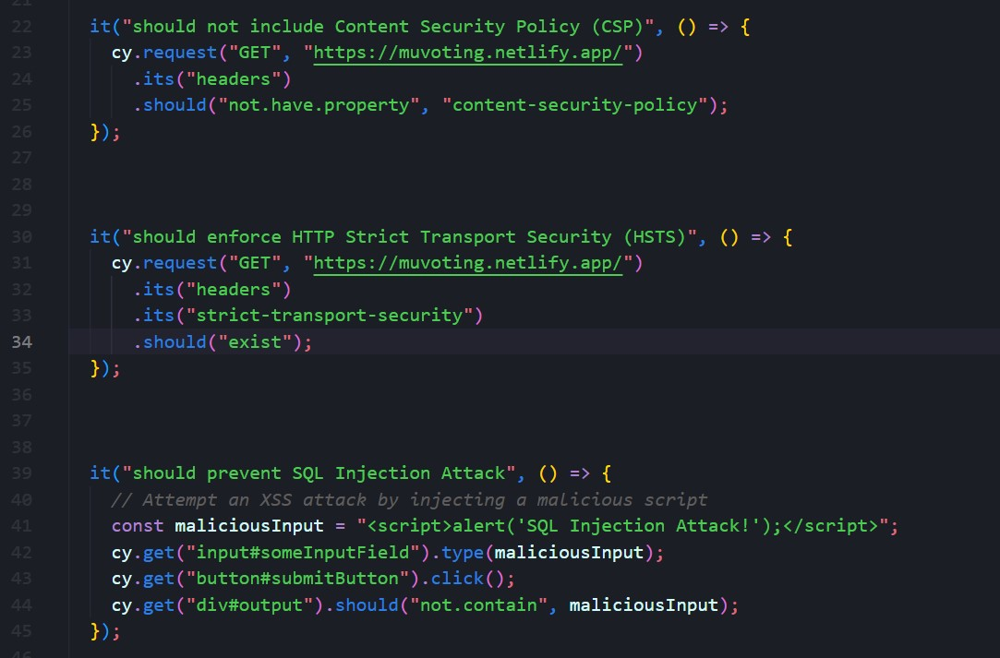 21
22 it("should not include Content Security Policy (CSP)", () => {
23 cy.request("GET", "https://muvoting.netlify.app/")
24 .its("headers")
25 .should("not.have.property", "content-security-policy");
26 });
27
28
29
30 it("should enforce HTTP Strict Transport Security (HSTS)", () => {
31 cy.request("GET", "https://muvoting.netlify.app/")
32 .its("headers")
33 .its("strict-transport-security")
34 .should("exist");
35 });
36
37
38
39 it("should prevent SQL Injection Attack", () => {
40 // Attempt an XSS attack by injecting a malicious script
41 const maliciousInput = "<script>alert('SQL Injection Attack!');</script>";
42 cy.get("input#someInputField").type(maliciousInput);
43 cy.get("button#submitButton").click();
44 cy.get("div#output").should("not.contain", maliciousInput);
45 });
46